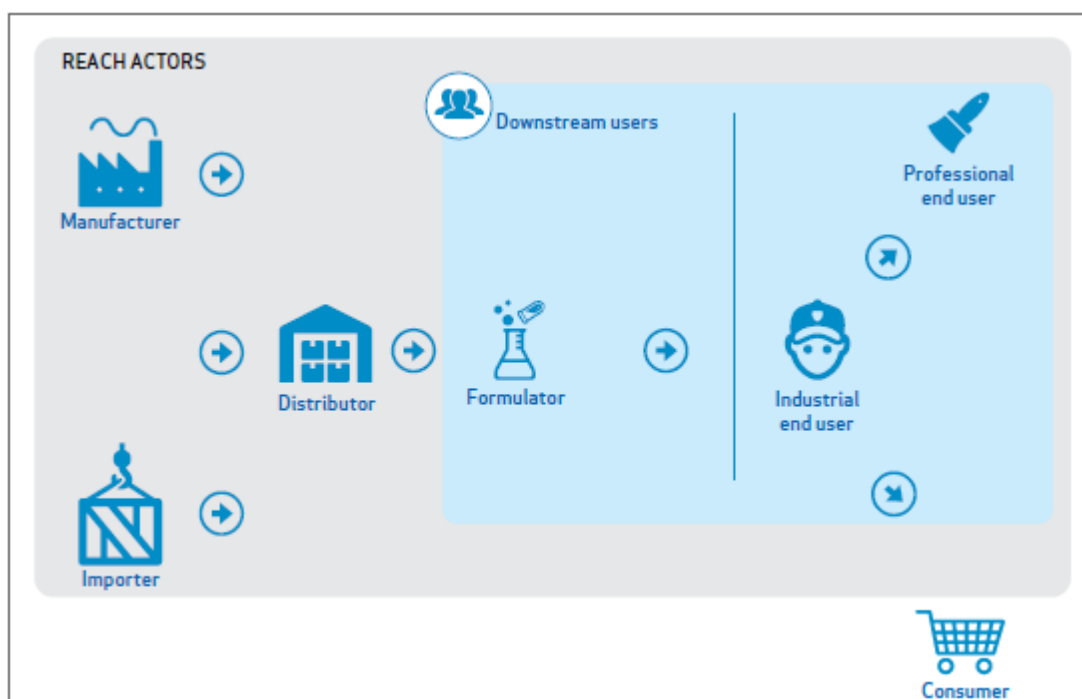 REACH ACTORS
Downstream users
Manufacturer
Professional
end user
Distributor
Formulator
Industrial
end user
Importer
Consumer